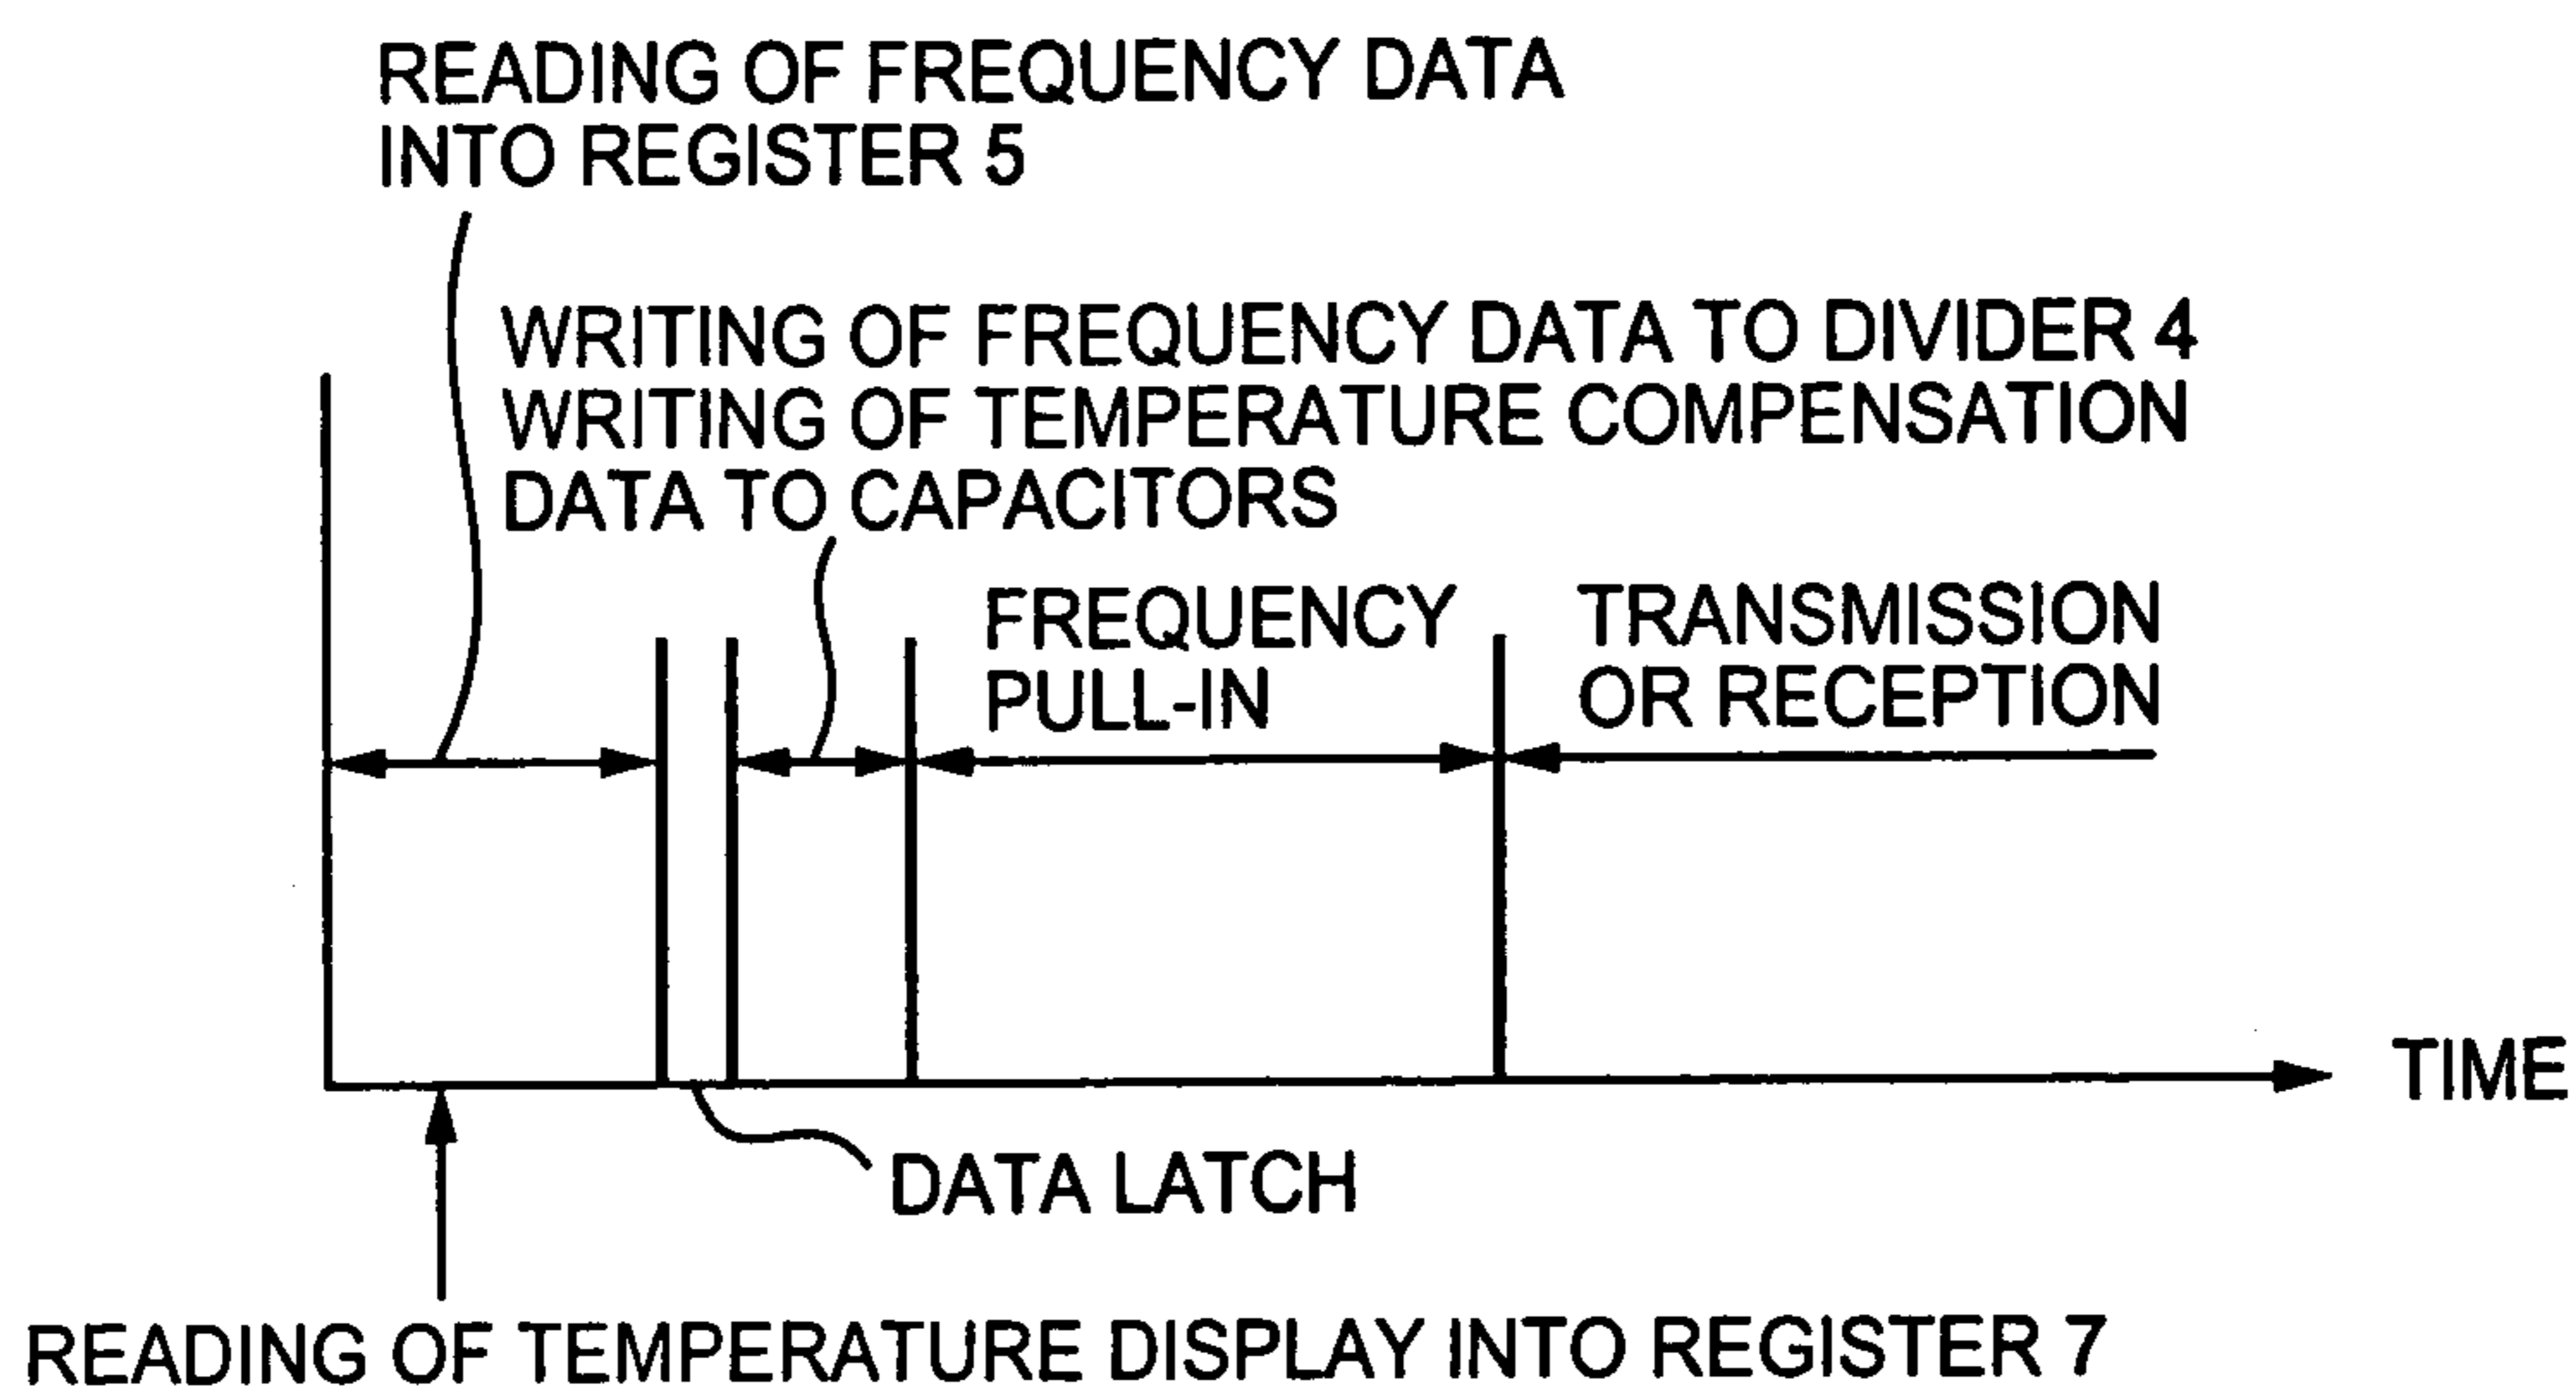 READING OF FREQUENCY DATA
INTO REGISTER 5
WRITING OF FREQUENCY DATA TO DIVIDER 4
WRITING OF TEMPERATURE COMPENSATION
DATA TO CAPACITORS
FREQUENCY
PULL-IN
TRANSMISSION
OR RECEPTION
TIME
DATA LATCH
READING OF TEMPERATURE DISPLAY INTO REGISTER 7